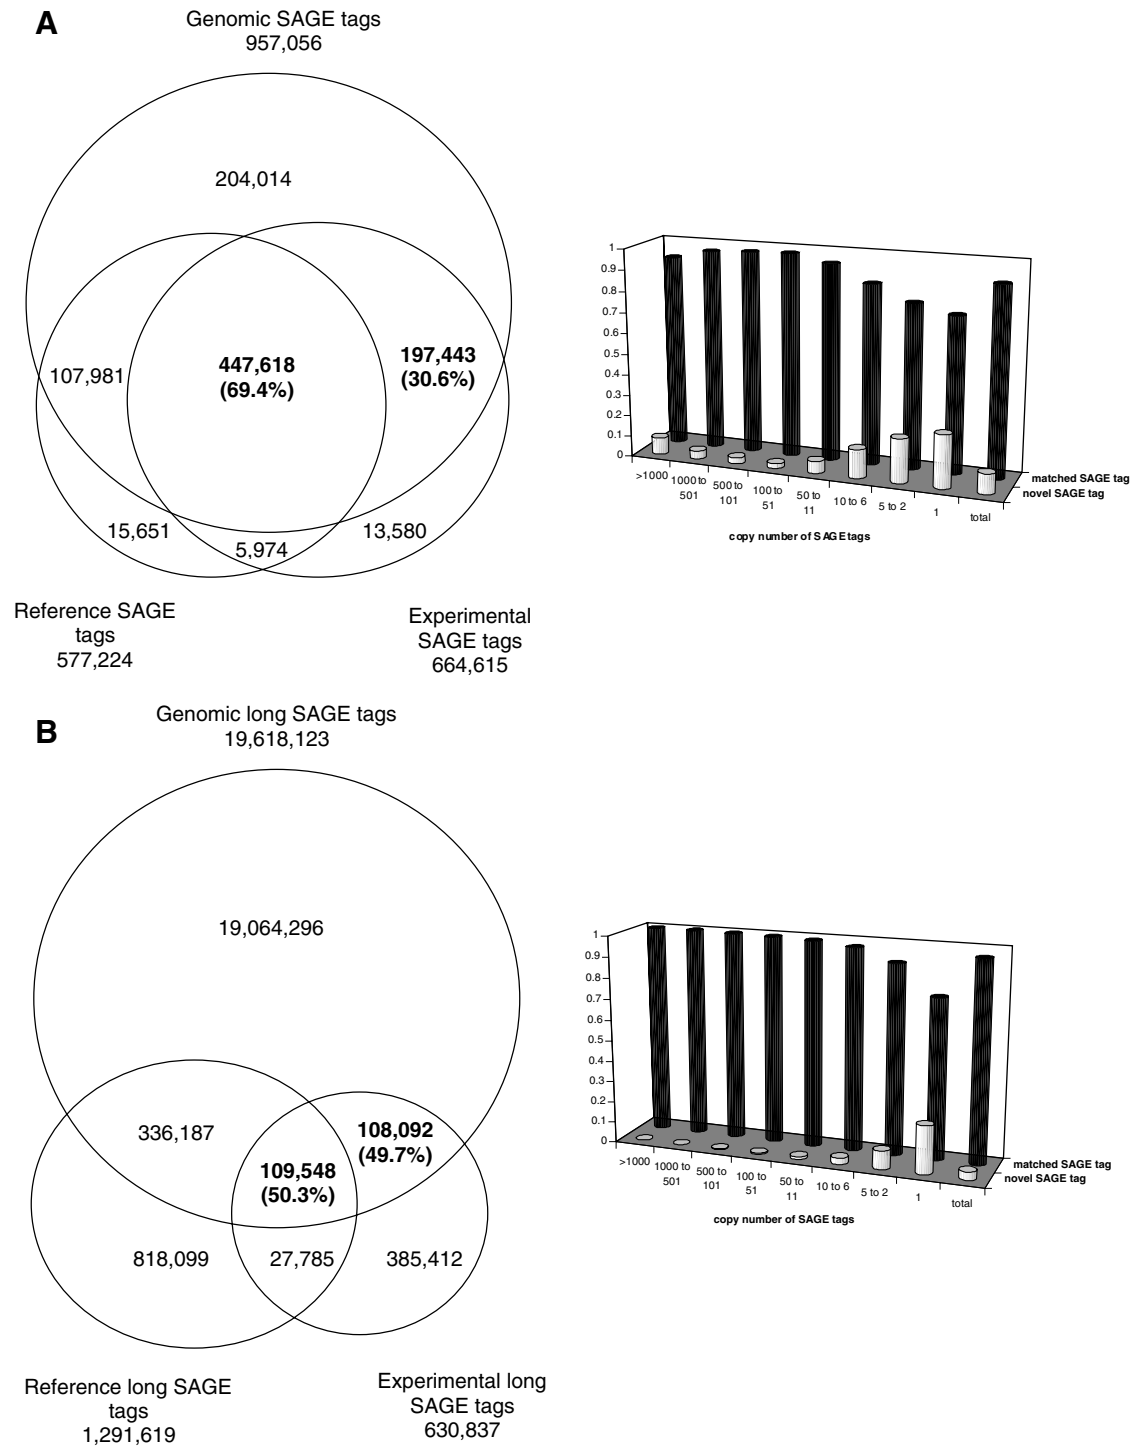 A
Genomic SAGE tags
957,056
204,014
107,981
447,618
(69.4%)
197,443
(30.6%)
15,651
5,974
13,580
Reference SAGE
tags
577,224
Experimental
SAGE tags
664,615
1
0.9
0.8
0.7
0.6
0.5
0.4
0.3
0.2
0.1
0
>1000
1000 to
501
500 to
101
100 to
51
50 to
11
10 to 6
5 to 2
1
total
matched SAGE tag
novel SAGE tag
copy number of SAGE tags
B
Genomic long SAGE tags
19,618,123
19,064,296
336,187
109,548
(50.3%)
108,092
(49.7%)
818,099
27,785
385,412
Reference long SAGE
tags
1,291,619
Experimental long
SAGE tags
630,837
1
0.9
0.8
0.7
0.6
0.5
0.4
0.3
0.2
0.1
0
>1000
1000 to
501
500 to
101
100 to
51
50 to
11
10 to 6
5 to 2
1
total
matched SAGE tag
novel SAGE tag
copy number of SAGE tags